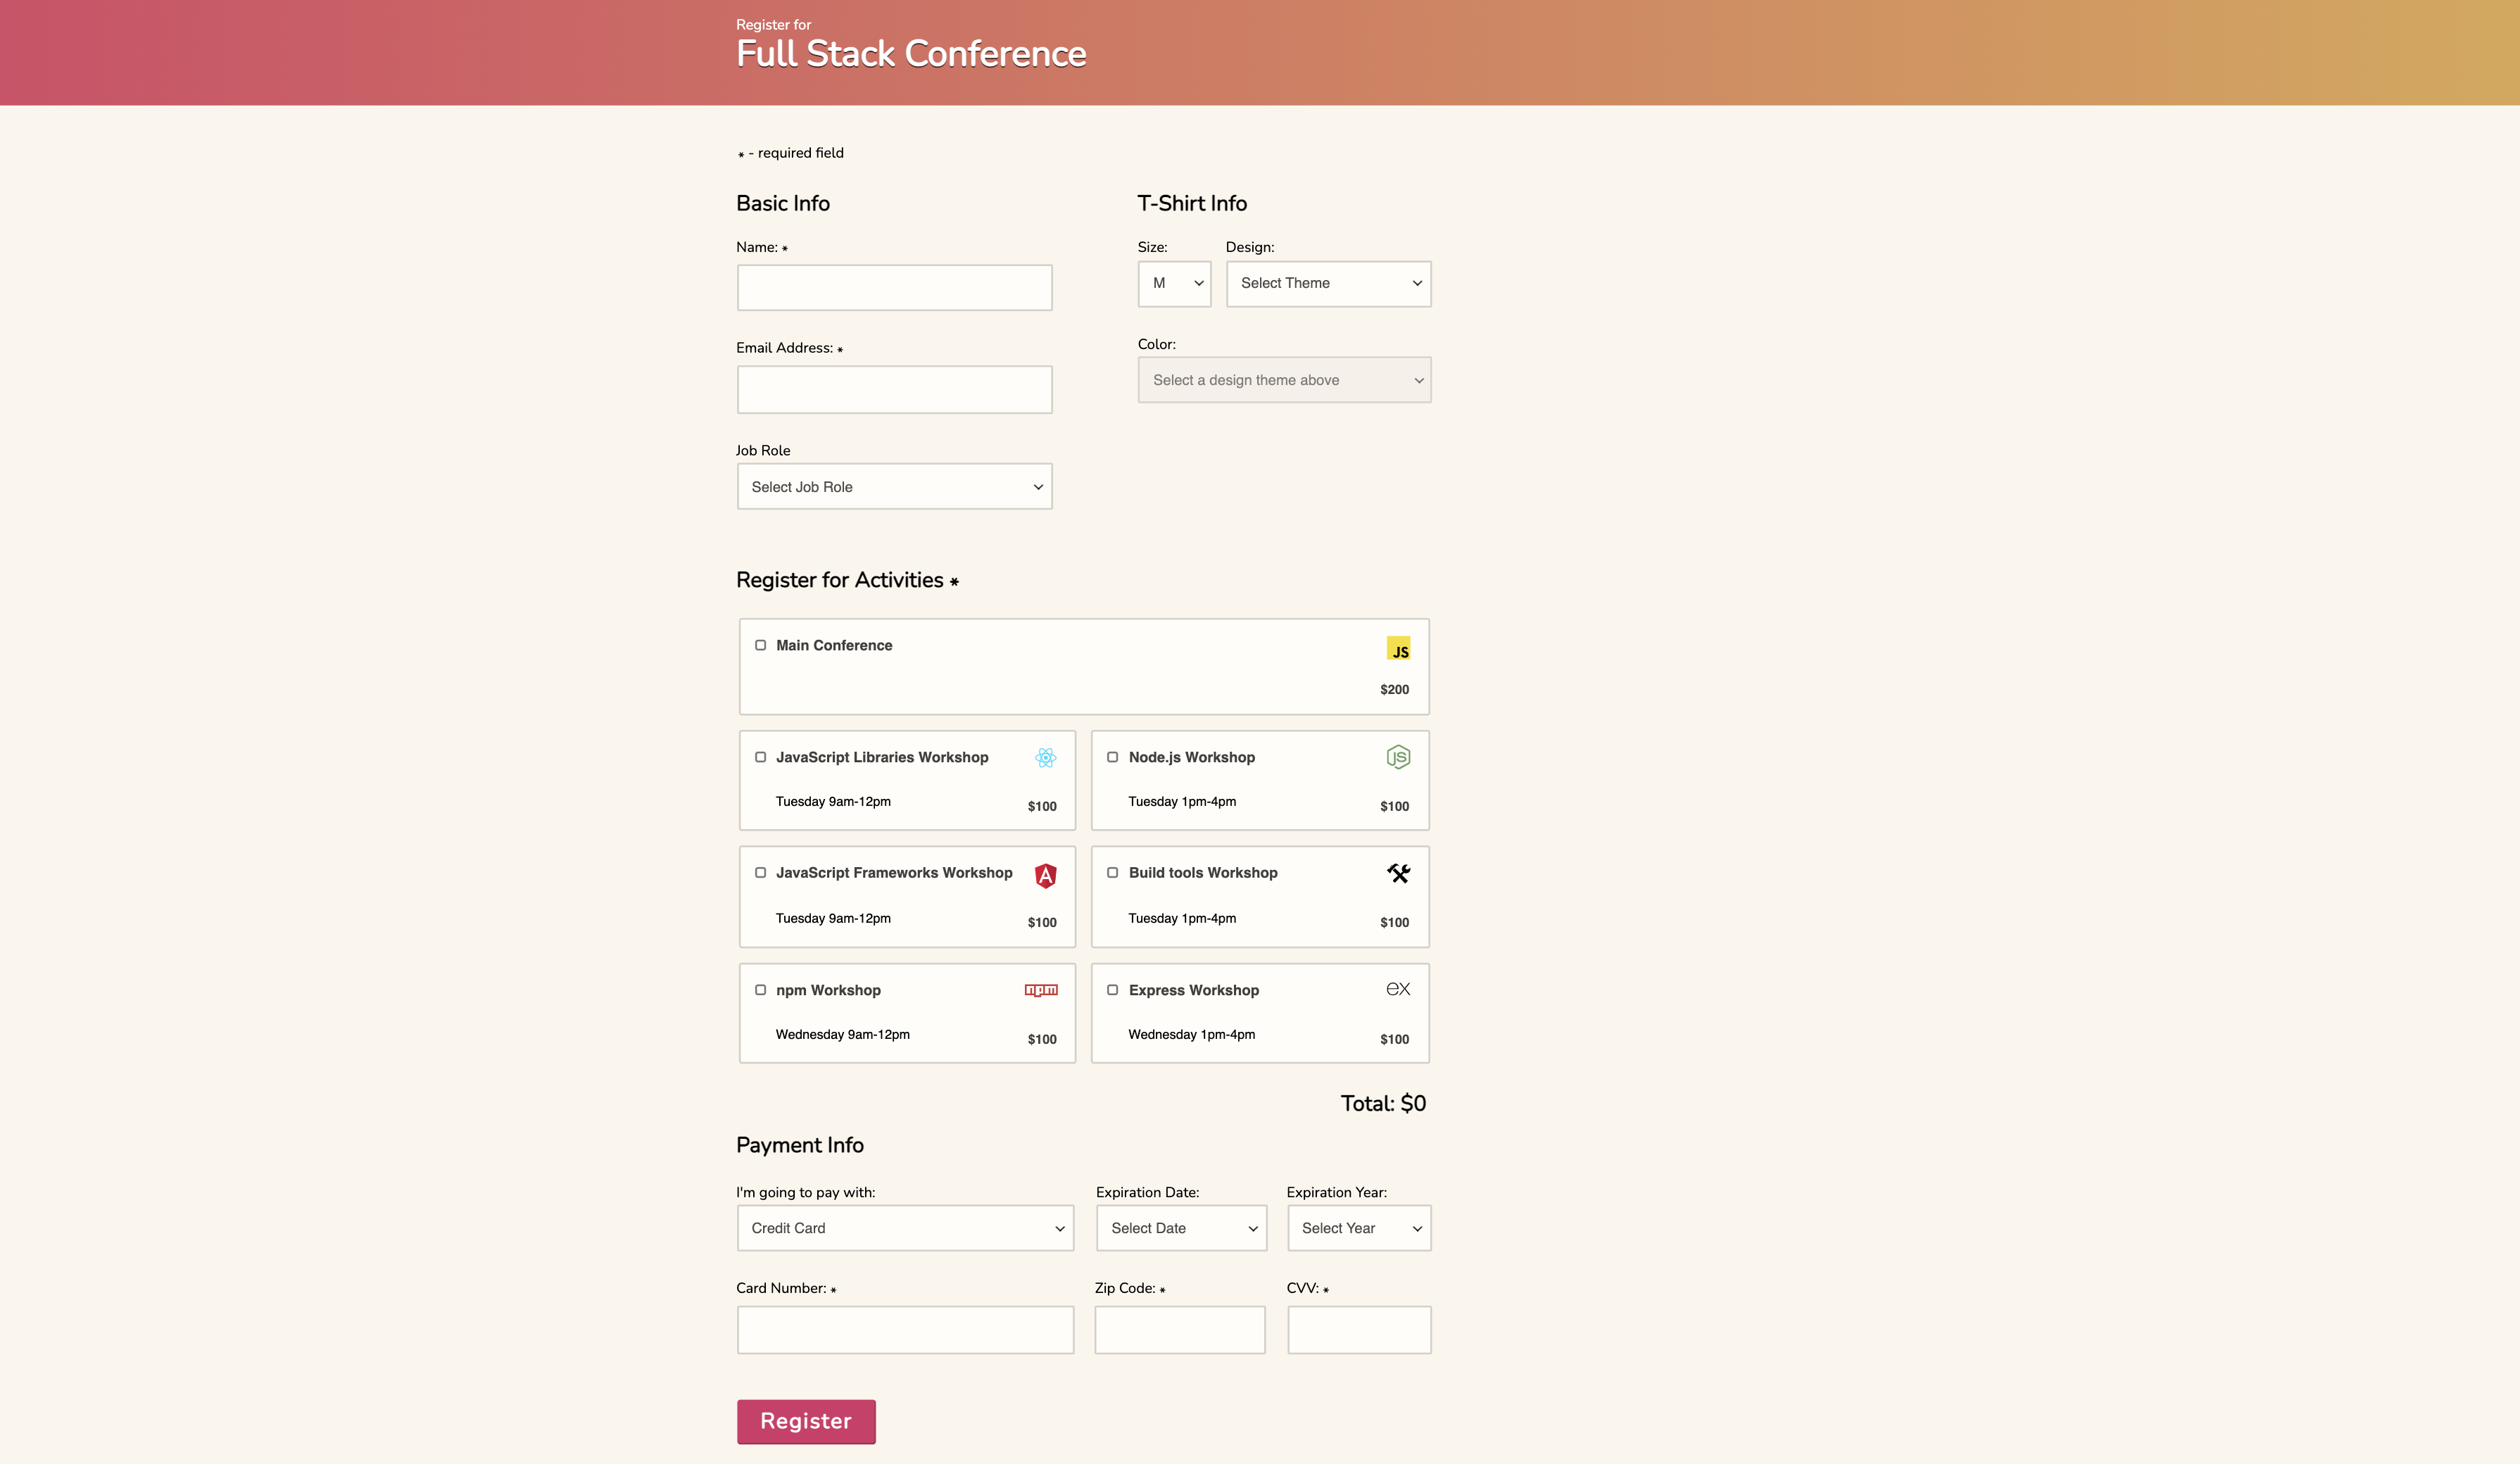 Register for
Full Stack Conference
* - required field
Basic Info
Name: *
Email Address: *
Job Role
Select Job Role
T-Shirt Info
Size:
Design:
M
Select Theme
Color:
Select a design theme above
Register for Activities *
Main Conference
JS
$200
JavaScript Libraries Workshop
Tuesday 9am-12pm
$100
Node.js Workshop
JS
Tuesday 1pm-4pm
$100
JavaScript Frameworks Workshop
A
Tuesday 9am-12pm
$100
Build tools Workshop
Tuesday 1pm-4pm
$100
npm Workshop
npm
Wednesday 9am-12pm
$100
Express Workshop
ex
Wednesday 1pm-4pm
$100
Total: $0
Payment Info
I'm going to pay with:
Credit Card
Expiration Date:
Select Date
Expiration Year:
Select Year
Card Number: *
Zip Code: *
CVV: *
Register